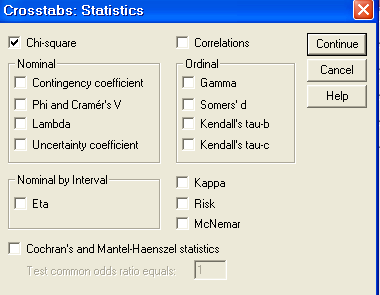 Crosstabs: Statistics
Chi-square
Correlations
Continue
Nominal
Ordinal
Cancel
Contingency coefficient
Gamma
Help
Phi and Cramér's V
Somers' d
Lambda
Kendall's tau-b
Uncertainty coefficient
Kendall's tau-c
Nominal by Interval
Kappa
Eta
Risk
McNemar
Cochran's and Mantel-Haenszel statistics
Test common odds ratio equals: 1